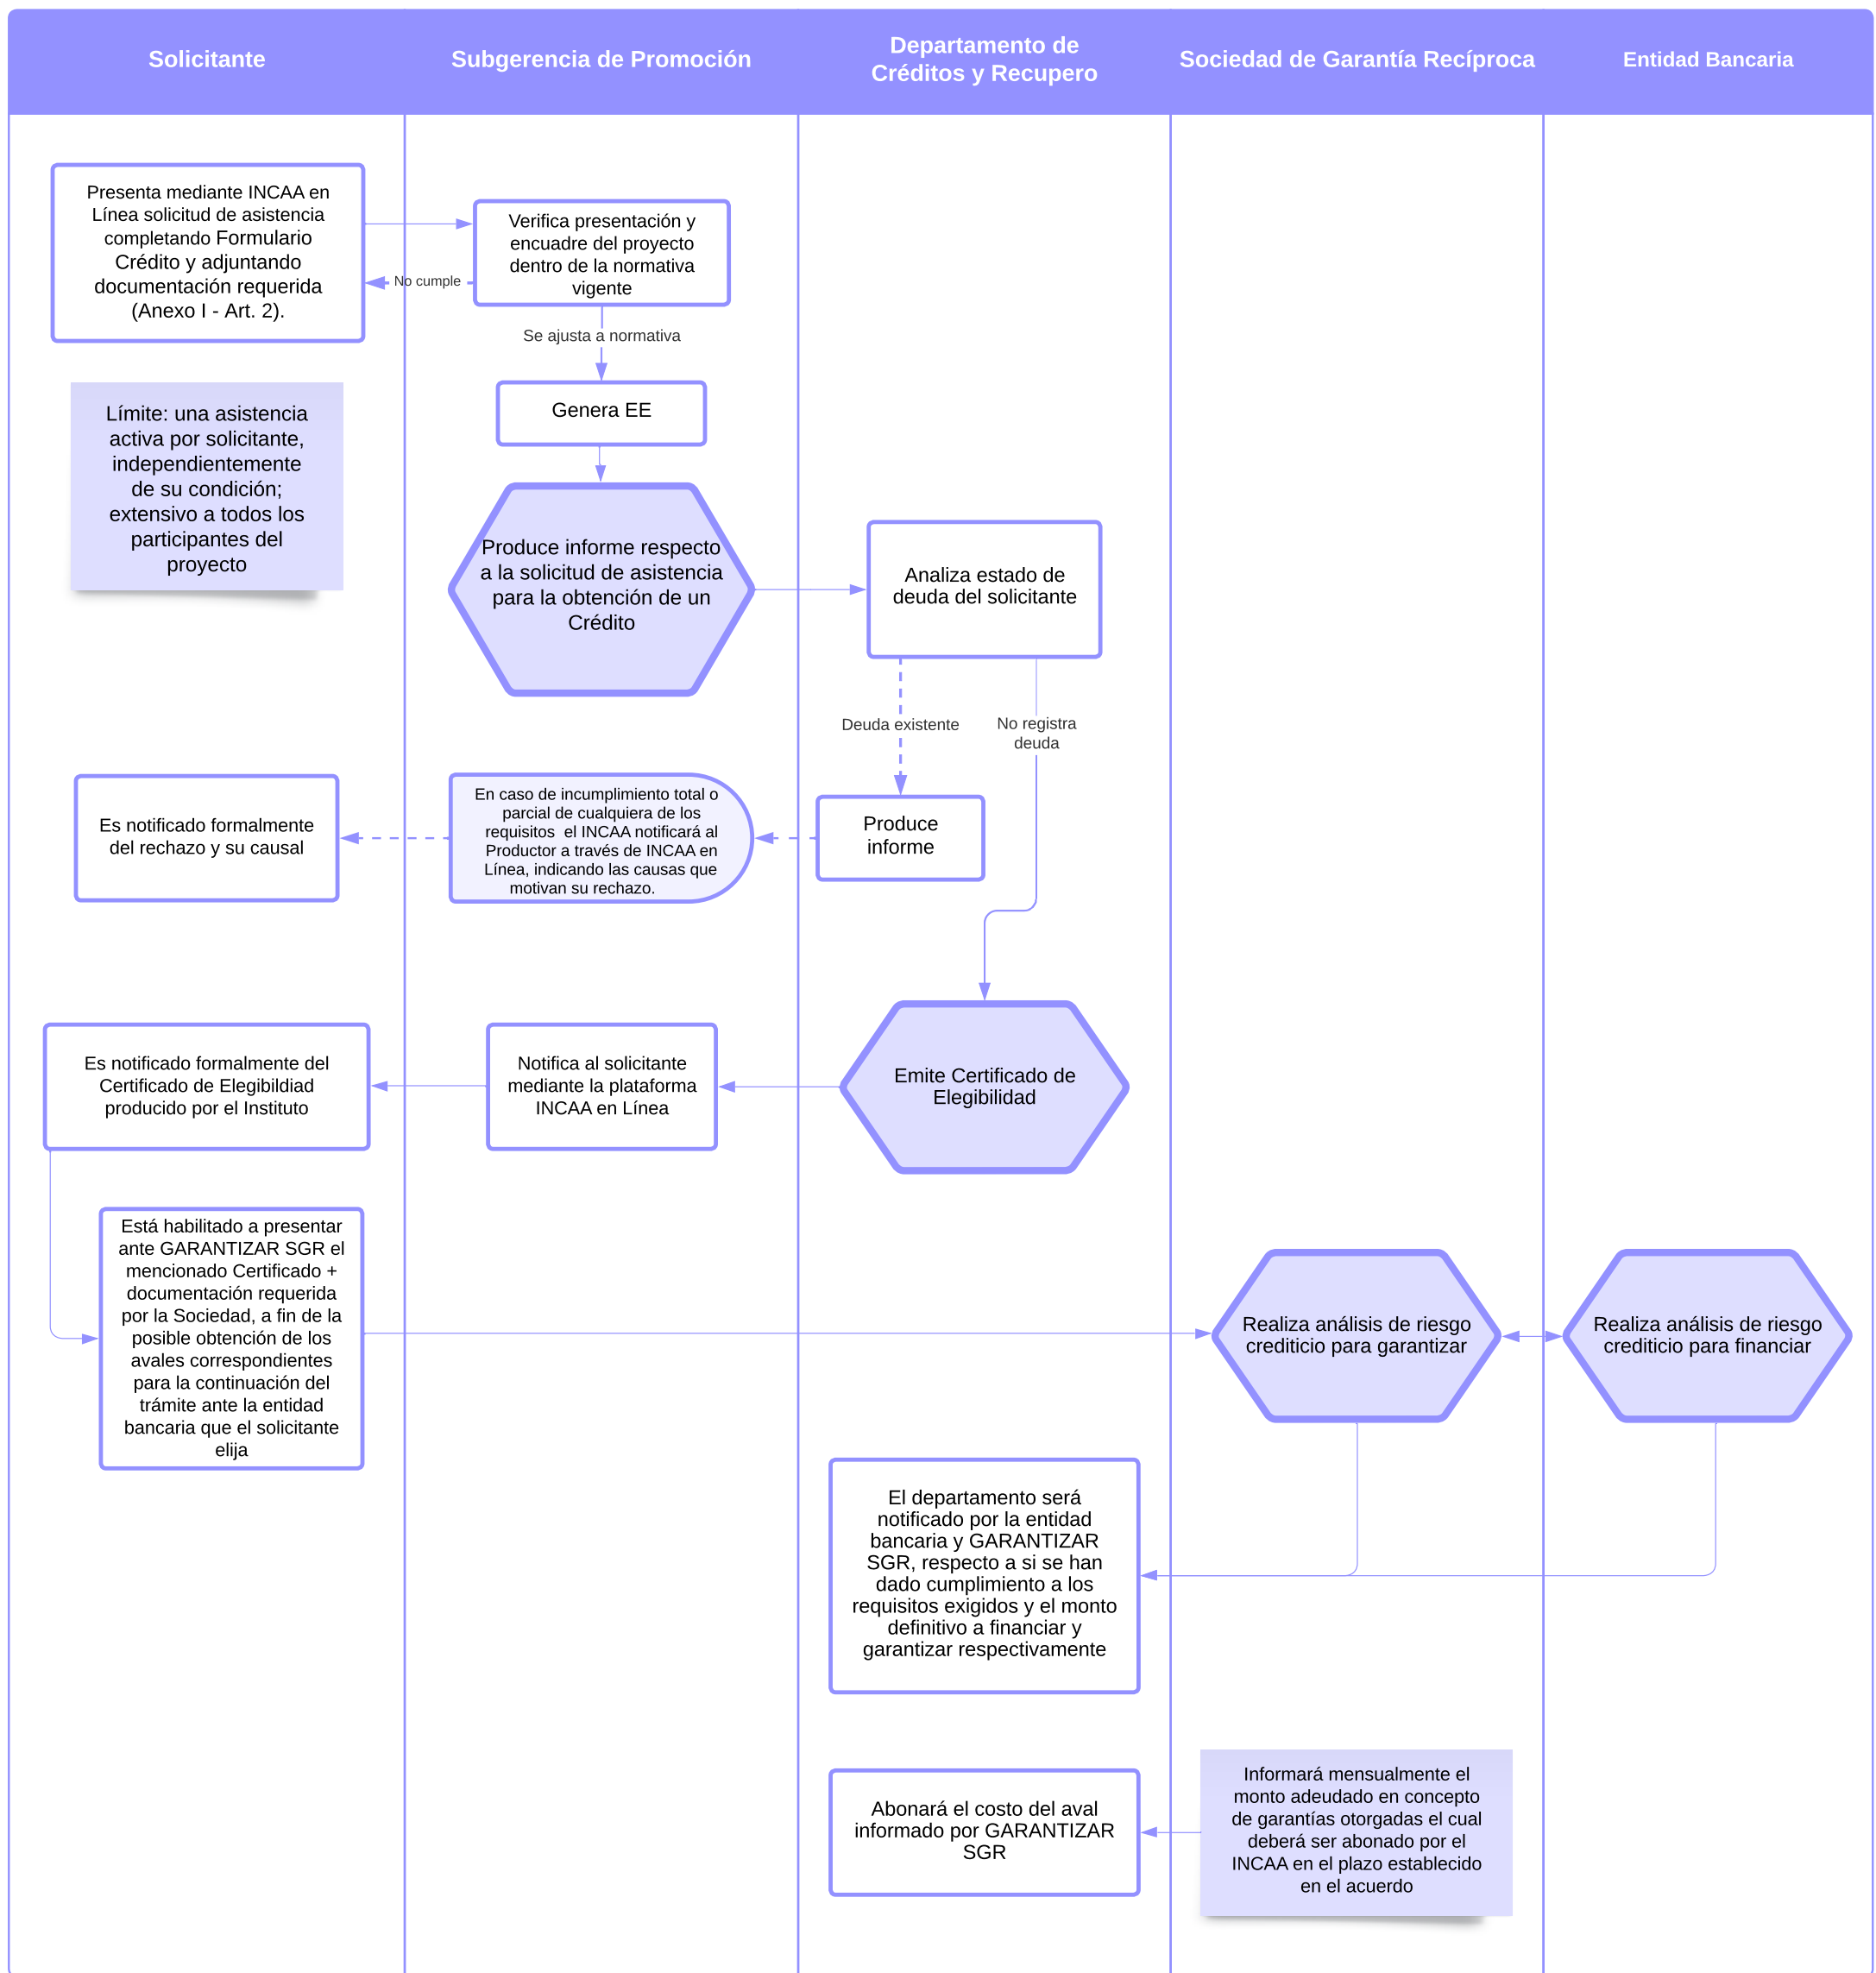 Solicitante
Subgerencia de Promoción
Departamento de
Créditos y Recupero
Sociedad de Garantía Recíproca
Entidad Bancaria
Presenta mediante INCAA en
Línea solicitud de asistencia
completando Formulario
Crédito y adjuntando
documentación requerida
(Anexo I - Art. 2).
Verifica presentación y
encuadre del proyecto
dentro de la normativa
vigente
No cumple
Se ajusta a normativa
Límite: una asistencia
activa por solicitante,
independientemente
de su condición;
extensivo a todos los
participantes del
proyecto
Genera EE
Produce informe respecto
a la solicitud de asistencia
para la obtención de un
Crédito
Analiza estado de
deuda del solicitante
Deuda existente
No registra
deuda
Es notificado formalmente
del rechazo y su causal
En caso de incumplimiento total o
parcial de cualquiera de los
requisitos  el INCAA notificará al
Productor a través de INCAA en
Línea, indicando las causas que
motivan su rechazo.
Produce
informe
Es notificado formalmente del
Certificado de Elegibildiad
producido por el Instituto
Notifica al solicitante
mediante la plataforma
INCAA en Línea
Emite Certificado de
Elegibilidad
Está habilitado a presentar
ante GARANTIZAR SGR el
mencionado Certificado +
documentación requerida
por la Sociedad, a fin de la
posible obtención de los
avales correspondientes
para la continuación del
trámite ante la entidad
bancaria que el solicitante
elija
Realiza análisis de riesgo
crediticio para garantizar
Realiza análisis de riesgo
crediticio para financiar
El departamento será
notificado por la entidad
bancaria y GARANTIZAR
SGR, respecto a si se han
dado cumplimiento a los
requisitos exigidos y el monto
definitivo a financiar y
garantizar respectivamente
Abonará el costo del aval
informado por GARANTIZAR
SGR
Informará mensualmente el
monto adeudado en concepto
de garantías otorgadas el cual
deberá ser abonado por el
INCAA en el plazo establecido
en el acuerdo